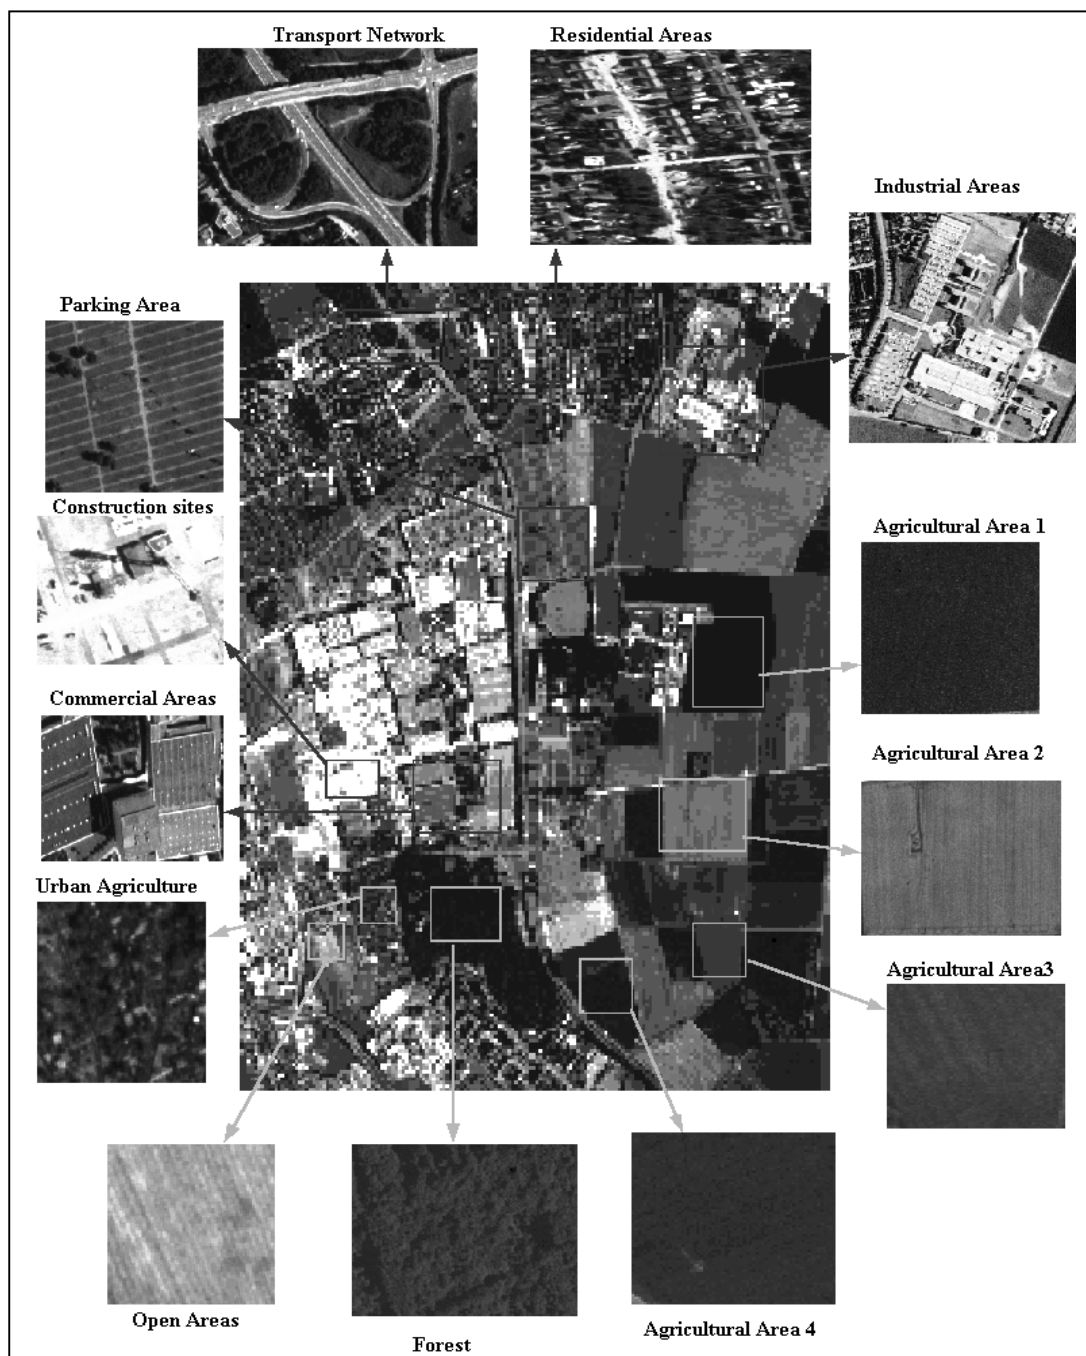 Transport Network
Residential Areas
Industrial Areas
Parking Area
Construction sites
Agricultural Area 1
Commercial Areas
Agricultural Area 2
Urban Agriculture
Agricultural Area3
Open Areas
Forest
Agricultural Area 4